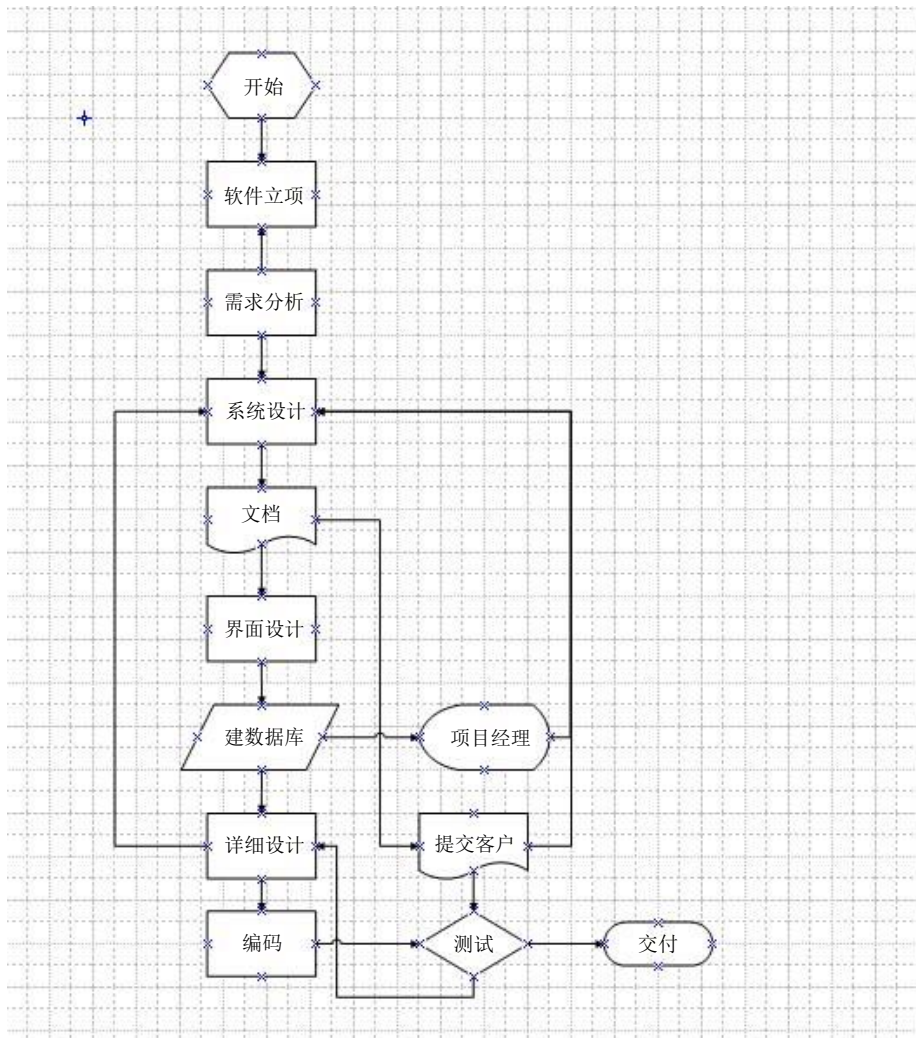 开始
软件立项
需求分析
系统设计
文档
界面设计
建数据库
项目经理
详细设计
提交客户
编码
测试
交付